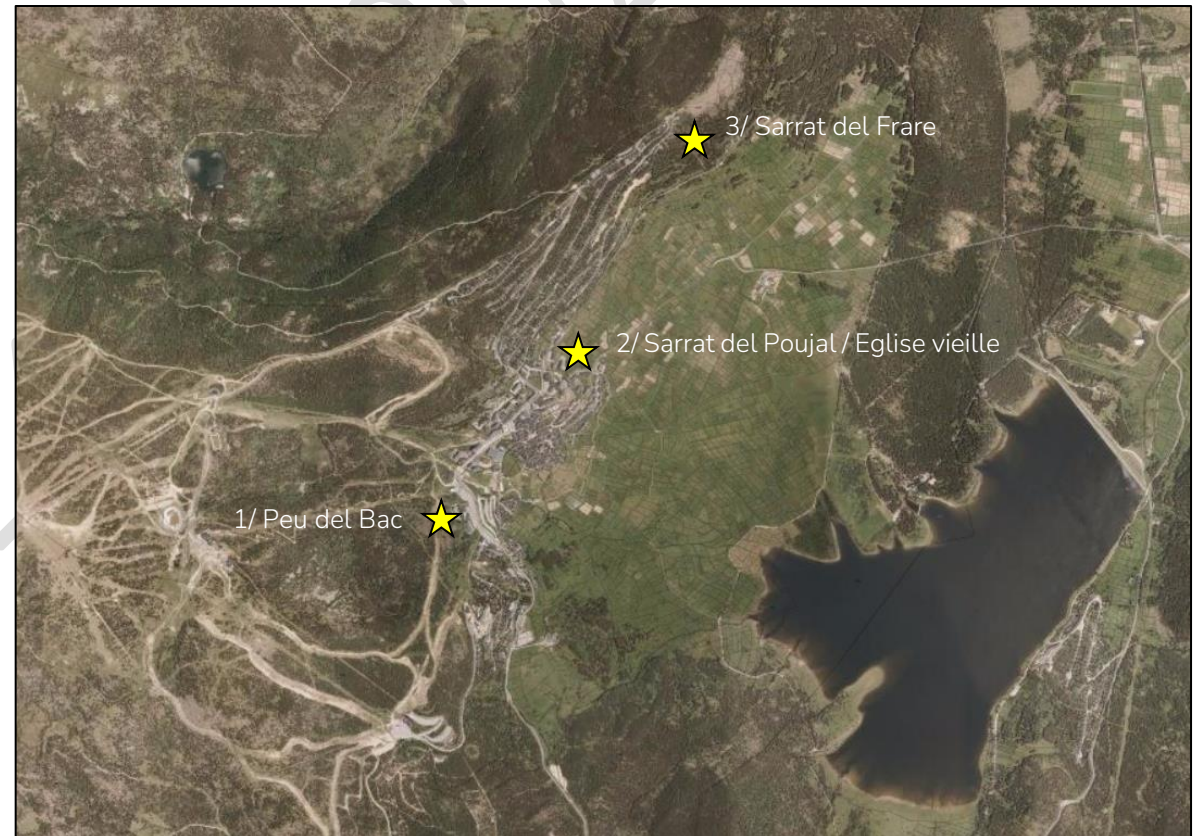 3/ Sarrat del Frare
2/ Sarrat del Poujal / Eglise vieille
1/ Peu del Bac